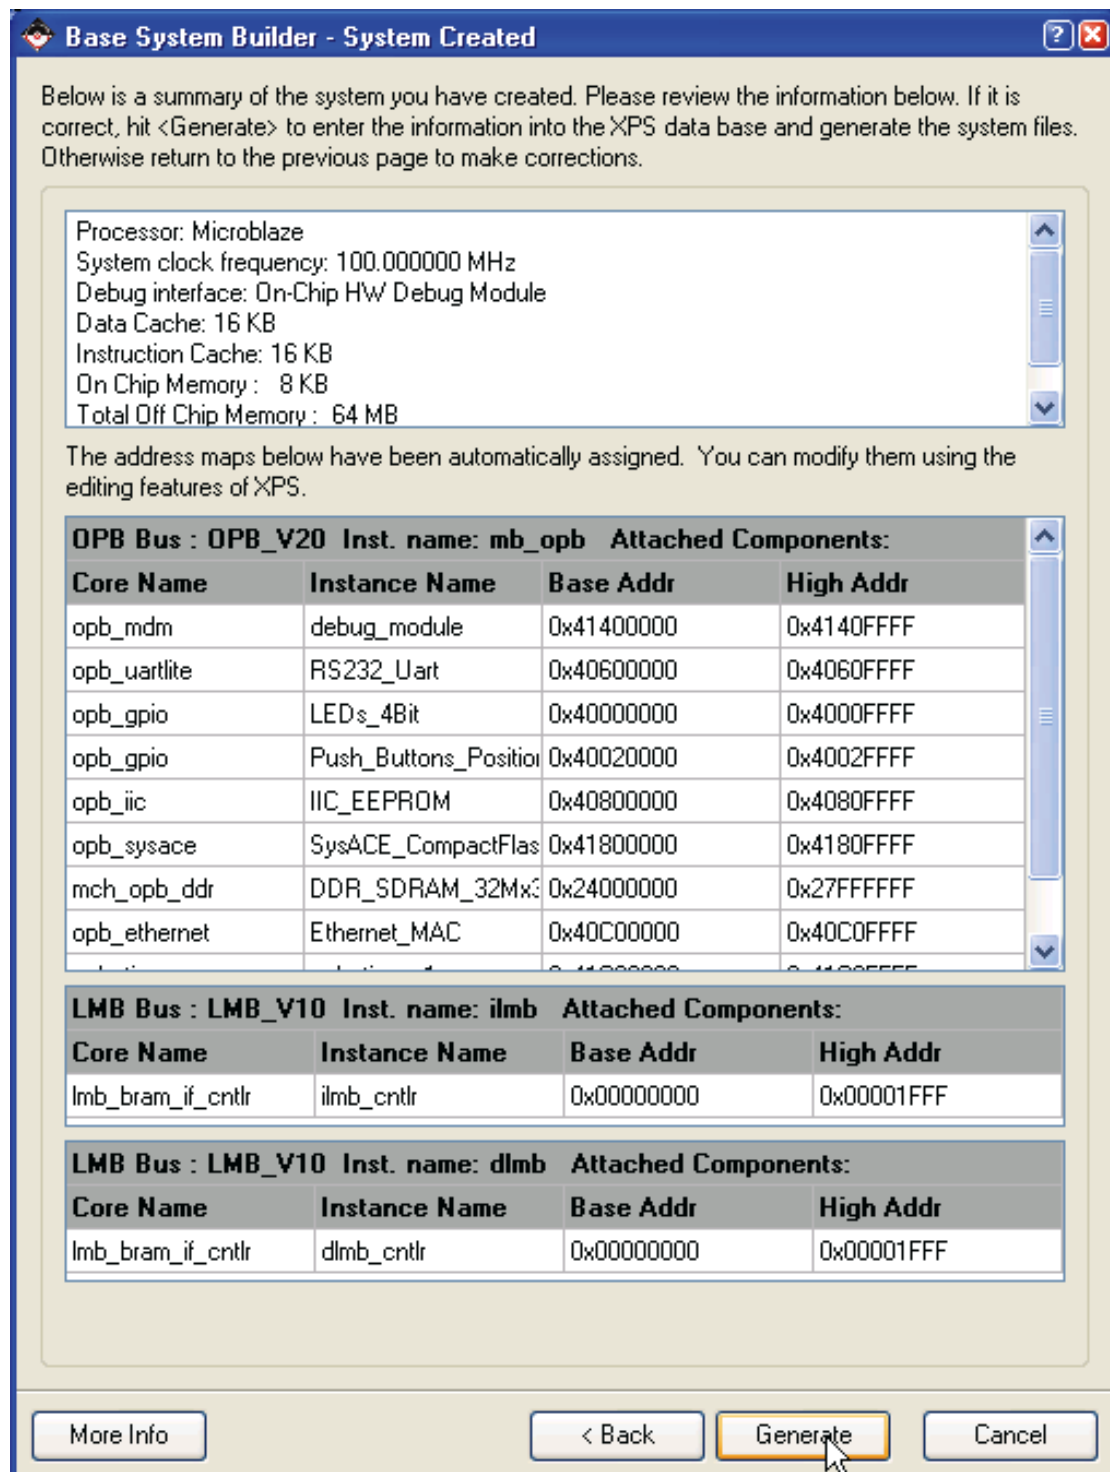 Base System Builder - System Created
Below is a summary of the system you have created. Please review the information below. If it is
correct, hit <Generate> to enter the information into the XPS data base and generate the system files.
Otherwise return to the previous page to make corrections.
Processor: Microblaze
System clock frequency: 100.000000 MHz
Debug interface: On-Chip HW Debug Module
Data Cache: 16 KB
Instruction Cache: 16 KB
On Chip Memory :   8 KB
Total Off Chip Memory :  64 MB
The address maps below have been automatically assigned.  You can modify them using the
editing features of XPS.
OPB Bus : OPB_V20  Inst. name: mb_opb   Attached Components:
Core Name Instance Name Base Addr High Addr
opb_mdm debug_module 0x41400000 0x4140FFFF
opb_uartlite RS232_Uart 0x40600000 0x4060FFFF
opb_gpio LEDs_4Bit 0x40000000 0x4000FFFF
opb_gpio Push_Buttons_Position 0x40020000 0x4002FFFF
opb_iic IIC_EEPROM 0x40800000 0x4080FFFF
opb_sysace SysACE_CompactFlas 0x41800000 0x4180FFFF
mch_opb_ddr DDR_SDRAM_32Mx3 0x24000000 0x27FFFFFF
opb_ethernet Ethernet_MAC 0x40C00000 0x40C0FFFF
LMB Bus : LMB_V10  Inst. name: ilmb   Attached Components:
Core Name Instance Name Base Addr High Addr
lmb_bram_if_cntlr ilmb_cntlr 0x00000000 0x00001FFF
LMB Bus : LMB_V10  Inst. name: dlmb   Attached Components:
Core Name Instance Name Base Addr High Addr
lmb_bram_if_cntlr dlmb_cntlr 0x00000000 0x00001FFF
More Info < Back Generate Cancel